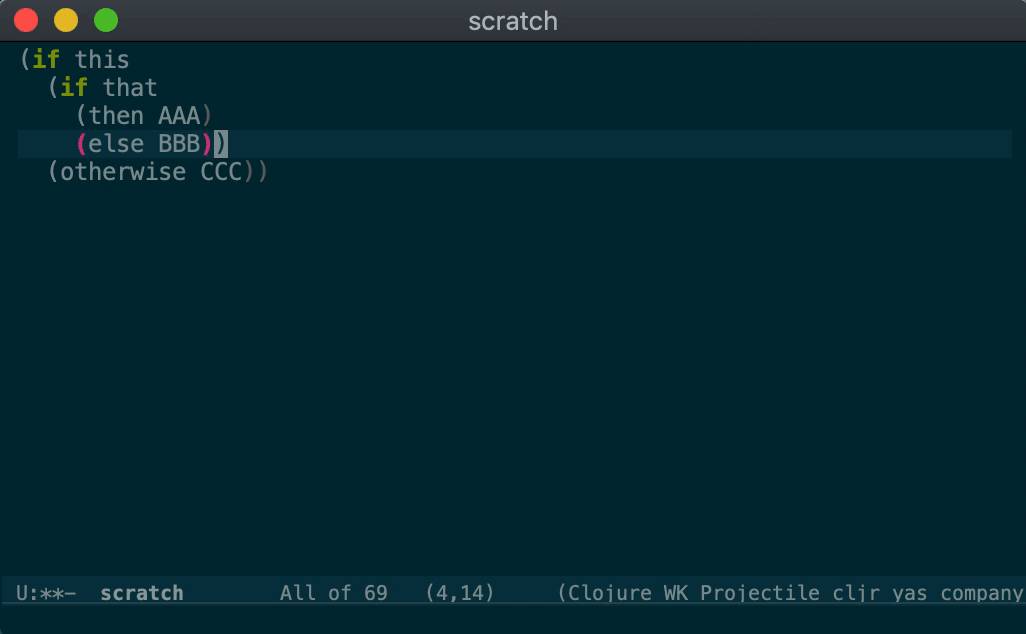 scratch
(if this
  (if that
    (then AAA)
    (else BBB))
  (otherwise CCC))
U:**-  scratch        All of 69   (4,14)     (Clojure WK Projectile cljr yas company